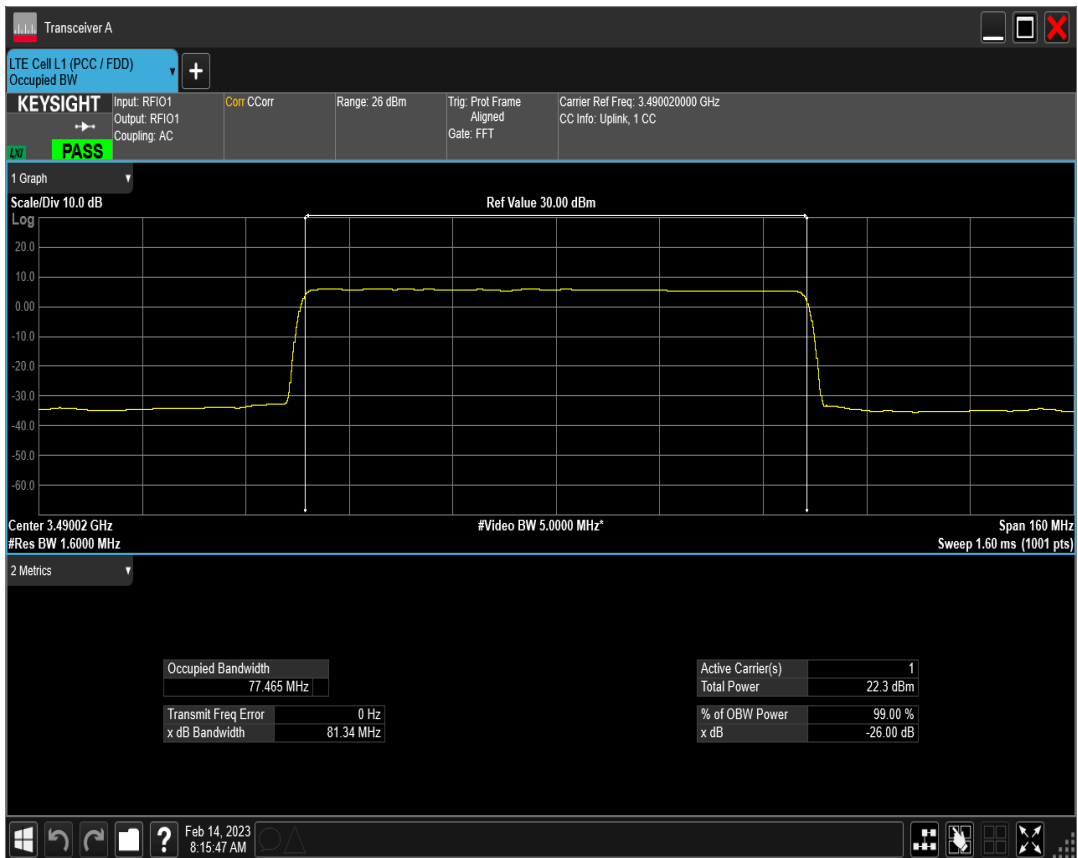 Transceiver A
LTE Cell L1 (PCC / FDD)
Occupied BW
+
KEYSIGHT
LXI
PASS
Input: RFIO1
Output: RFIO1
Coupling: AC
Corr CCorr
Range: 26 dBm
Trig: Prot Frame
Aligned
Gate: FFT
Carrier Ref Freq: 3.490020000 GHz
CC Info: Uplink, 1 CC
1 Graph
Scale/Div 10.0 dB
Ref Value 30.00 dBm
Log
20.0
10.0
0.00
-10.0
-20.0
-30.0
-40.0
-50.0
-60.0
Center 3.49002 GHz
#Video BW 5.0000 MHz*
Span 160 MHz
#Res BW 1.6000 MHz
Sweep 1.60 ms (1001 pts)
2 Metrics
Occupied Bandwidth
77.465 MHz
Transmit Freq Error 0 Hz
x dB Bandwidth 81.34 MHz
Active Carrier(s) 1
Total Power 22.3 dBm
% of OBW Power 99.00 %
x dB -26.00 dB
?
Feb 14, 2023
8:15:47 AM